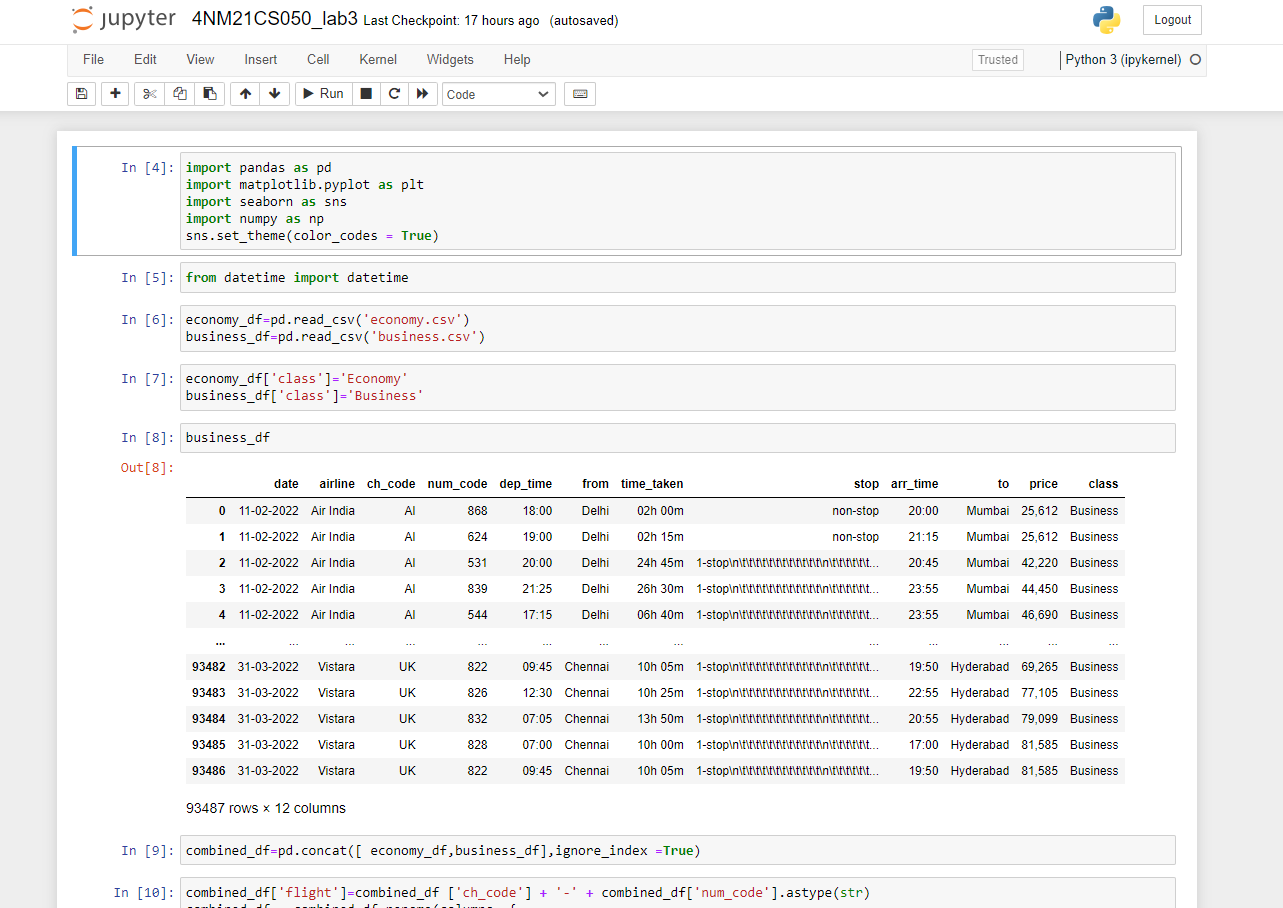 jupyter 4NM21CS050_lab3 Last Checkpoint: 17 hours ago (autosaved) Logout
File Edit View Insert Cell Kernel Widgets Help Trusted Python 3 (ipykernel)
Run Code
In [4]: import pandas as pd
import matplotlib.pyplot as plt
import seaborn as sns
import numpy as np
sns.set_theme(color_codes = True)
In [5]: from datetime import datetime
In [6]: economy_df=pd.read_csv('economy.csv')
business_df=pd.read_csv('business.csv')
In [7]: economy_df['class']='Economy'
business_df['class']='Business'
In [8]: business_df
Out[8]:
date airline ch_code num_code dep_time from time_taken stop arr_time to price class
0 11-02-2022 Air India AI 868 18:00 Delhi 02h 00m non-stop 20:00 Mumbai 25,612 Business
1 11-02-2022 Air India AI 624 19:00 Delhi 02h 15m non-stop 21:15 Mumbai 25,612 Business
2 11-02-2022 Air India AI 531 20:00 Delhi 24h 45m 1-stop\n\t\t\t\t\t\t\t\t\t\t\t\t\n\t\t\t\t\t\t... 20:45 Mumbai 42,220 Business
3 11-02-2022 Air India AI 839 21:25 Delhi 26h 30m 1-stop\n\t\t\t\t\t\t\t\t\t\t\t\t\n\t\t\t\t\t\t... 23:55 Mumbai 44,450 Business
4 11-02-2022 Air India AI 544 17:15 Delhi 06h 40m 1-stop\n\t\t\t\t\t\t\t\t\t\t\t\t\n\t\t\t\t\t\t... 23:55 Mumbai 46,690 Business
... ... ... ... ... ... ... ... ... ... ... ... ...
93482 31-03-2022 Vistara UK 822 09:45 Chennai 10h 05m 1-stop\n\t\t\t\t\t\t\t\t\t\t\t\t\n\t\t\t\t\t\t... 19:50 Hyderabad 69,265 Business
93483 31-03-2022 Vistara UK 826 12:30 Chennai 10h 25m 1-stop\n\t\t\t\t\t\t\t\t\t\t\t\t\n\t\t\t\t\t\t... 22:55 Hyderabad 77,105 Business
93484 31-03-2022 Vistara UK 832 07:05 Chennai 13h 50m 1-stop\n\t\t\t\t\t\t\t\t\t\t\t\t\n\t\t\t\t\t\t... 20:55 Hyderabad 79,099 Business
93485 31-03-2022 Vistara UK 828 07:00 Chennai 10h 00m 1-stop\n\t\t\t\t\t\t\t\t\t\t\t\t\n\t\t\t\t\t\t... 17:00 Hyderabad 81,585 Business
93486 31-03-2022 Vistara UK 822 09:45 Chennai 10h 05m 1-stop\n\t\t\t\t\t\t\t\t\t\t\t\t\n\t\t\t\t\t\t... 19:50 Hyderabad 81,585 Business
93487 rows × 12 columns
In [9]: combined_df=pd.concat([ economy_df,business_df],ignore_index =True)
In [10]: combined_df['flight']=combined_df ['ch_code'] + '-' + combined_df['num_code'].astype(str)